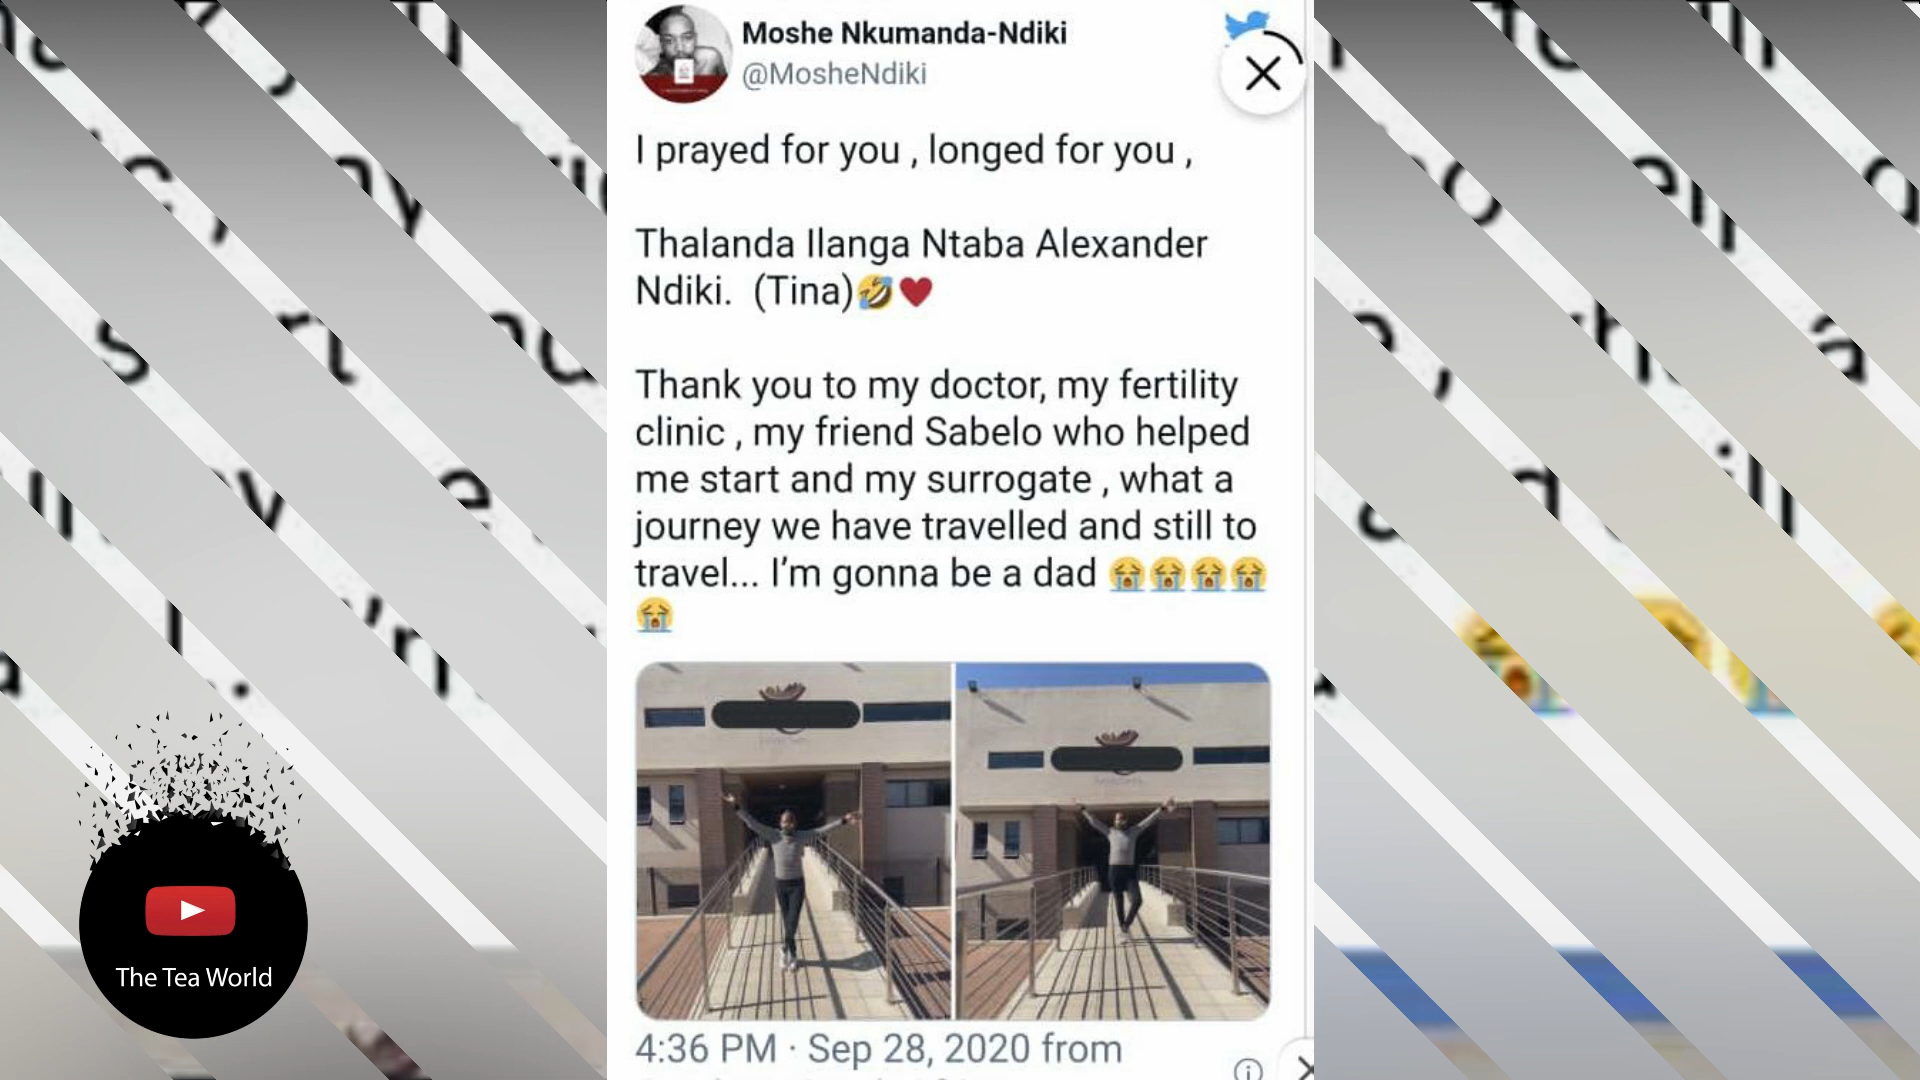 Moshe Nkumanda-Ndiki
@MosheNdiki
I prayed for you , longed for you ,
Thalanda Ilanga Ntaba Alexander
Ndiki. (Tina)🤣♥
Thank you to my doctor, my fertility
clinic , my friend Sabelo who helped
me start and my surrogate , what a
journey we have travelled and still to
travel... I’m gonna be a dad 😭😭😭😭
😭
4:36 PM · Sep 28, 2020 from
The Tea World